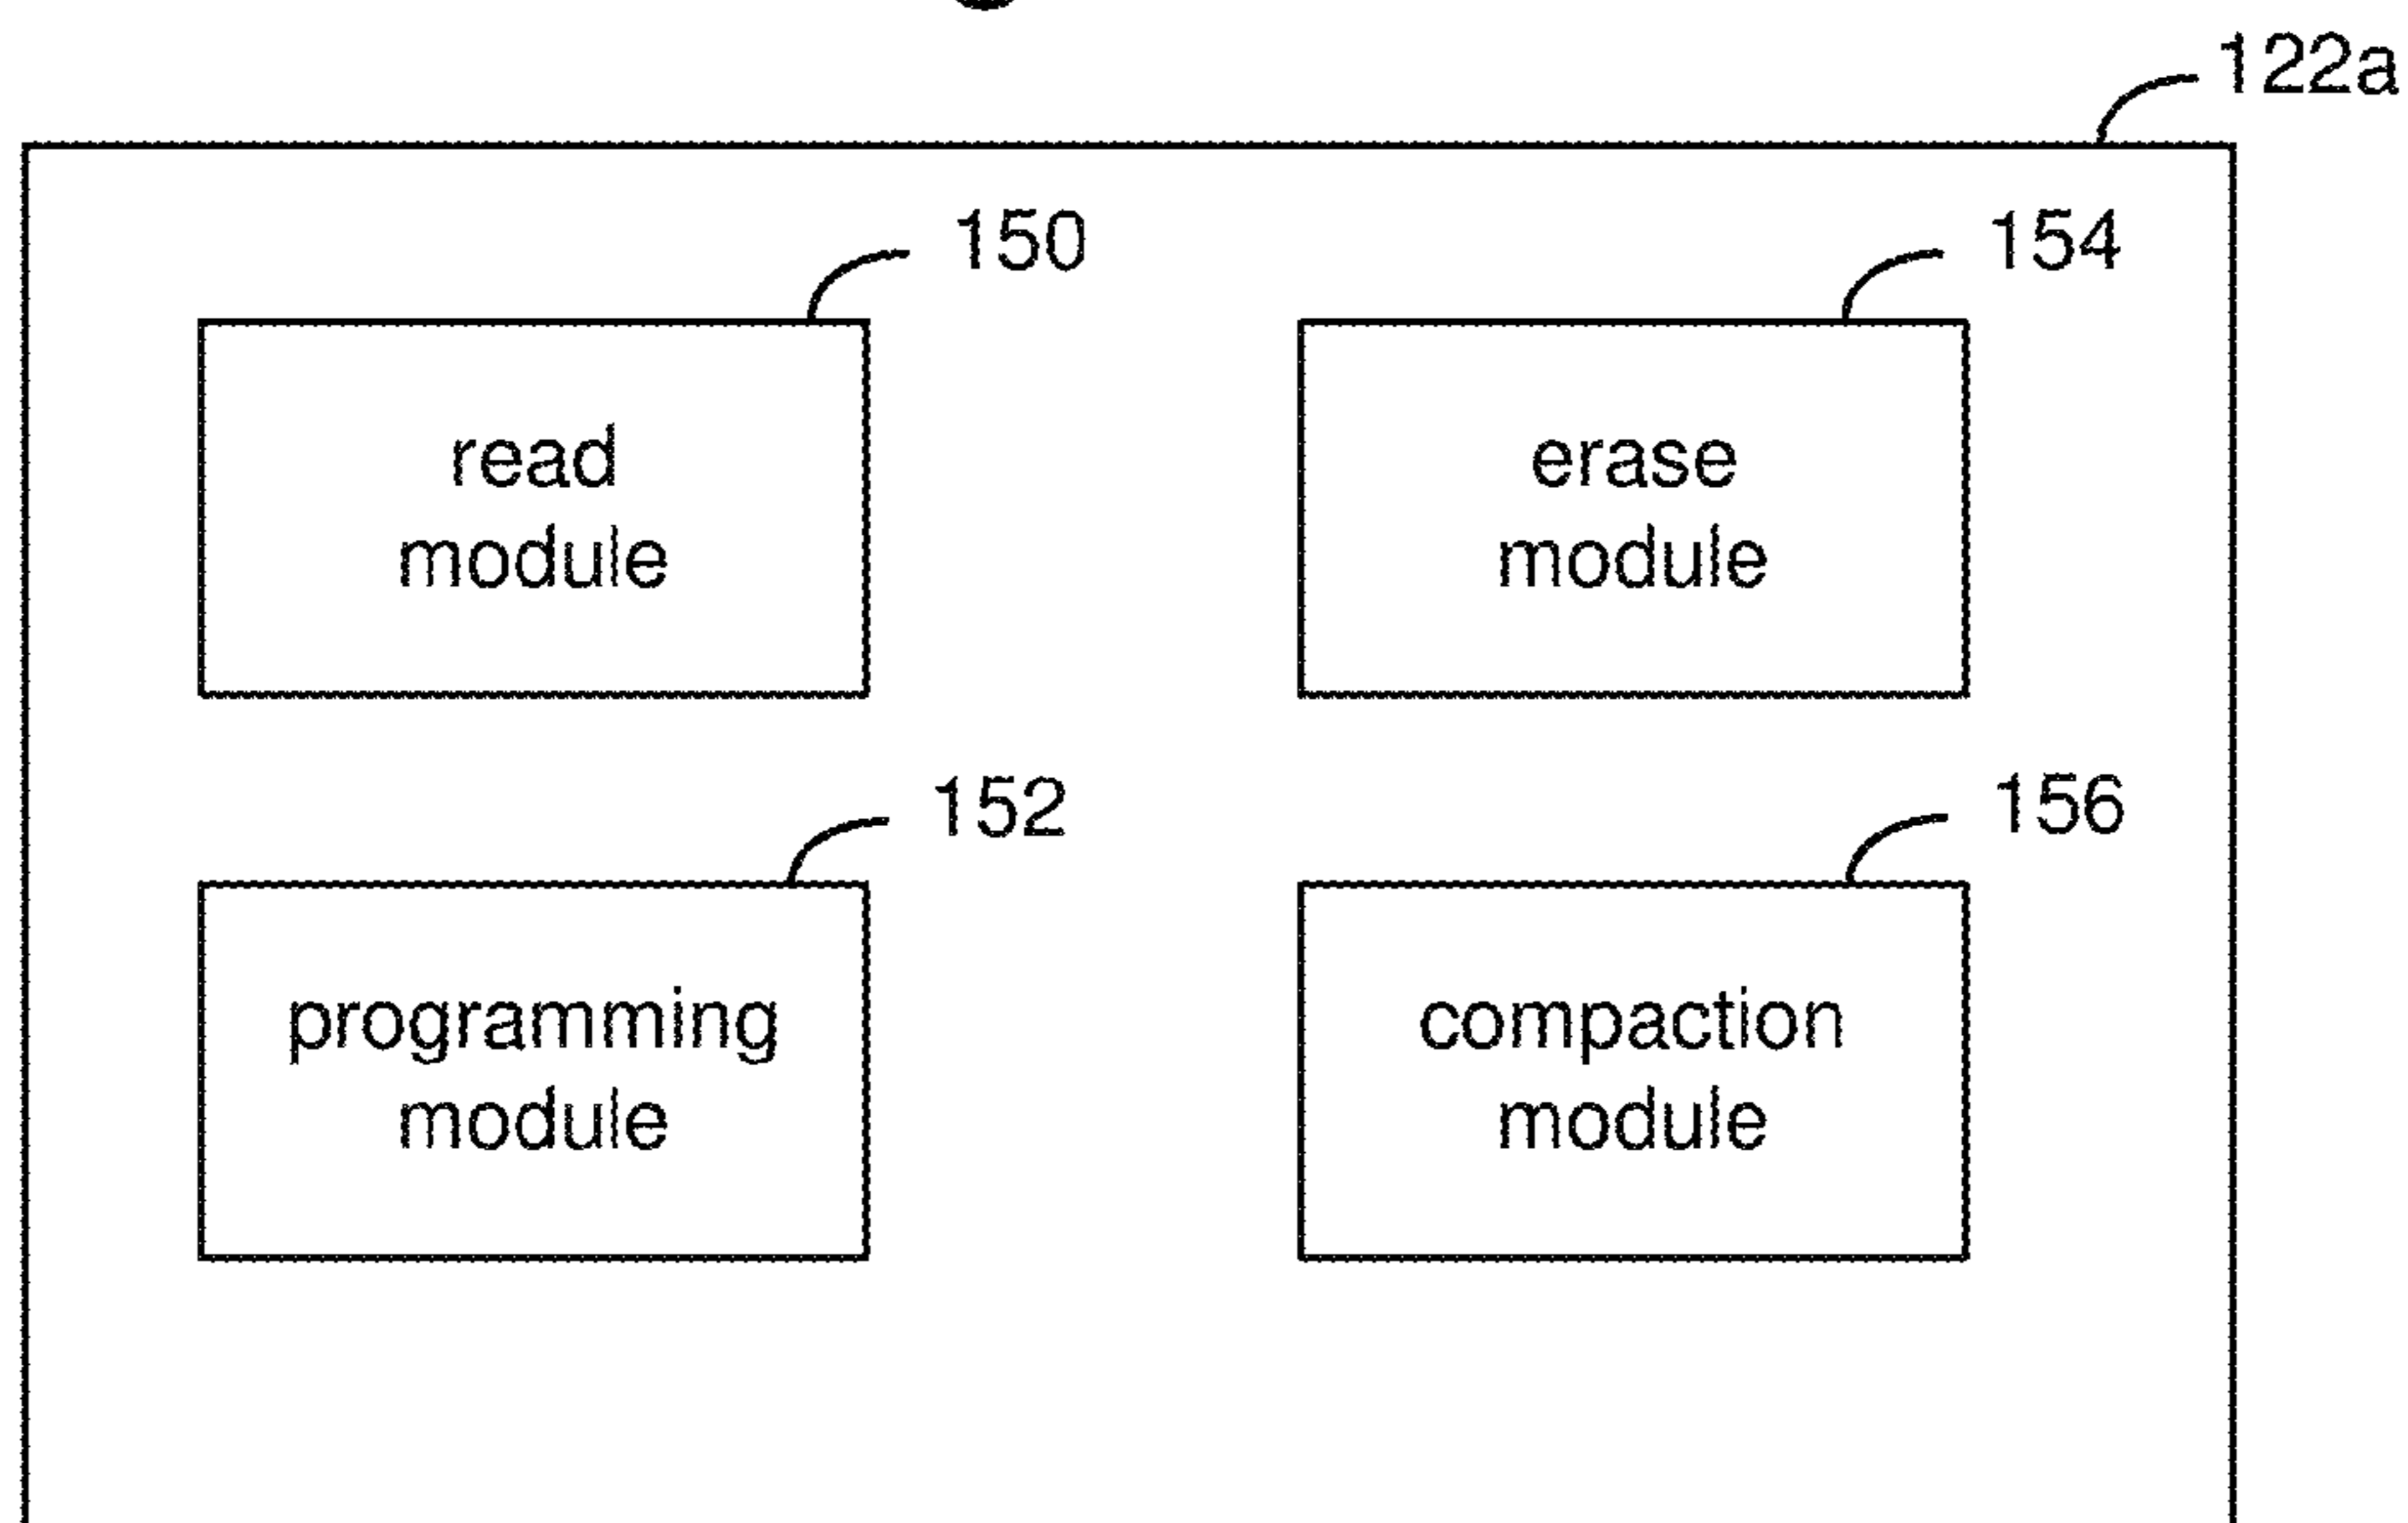 122a
150
read
module
154
erase
module
152
programming
module
156
compaction
module